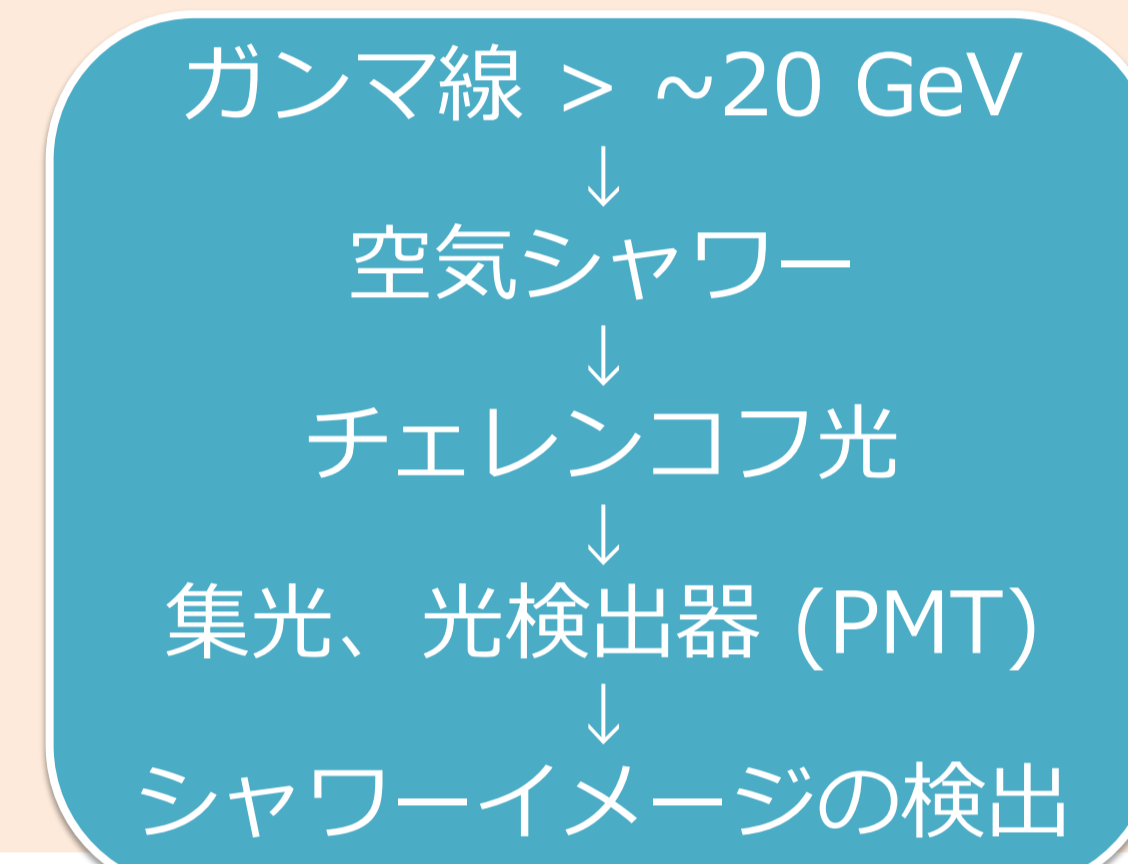 ガンマ線 > ~20 GeV
↓
空気シャワー
↓
チェレンコフ光
↓
集光、光検出器 (PMT)
↓
シャワーイメージの検出